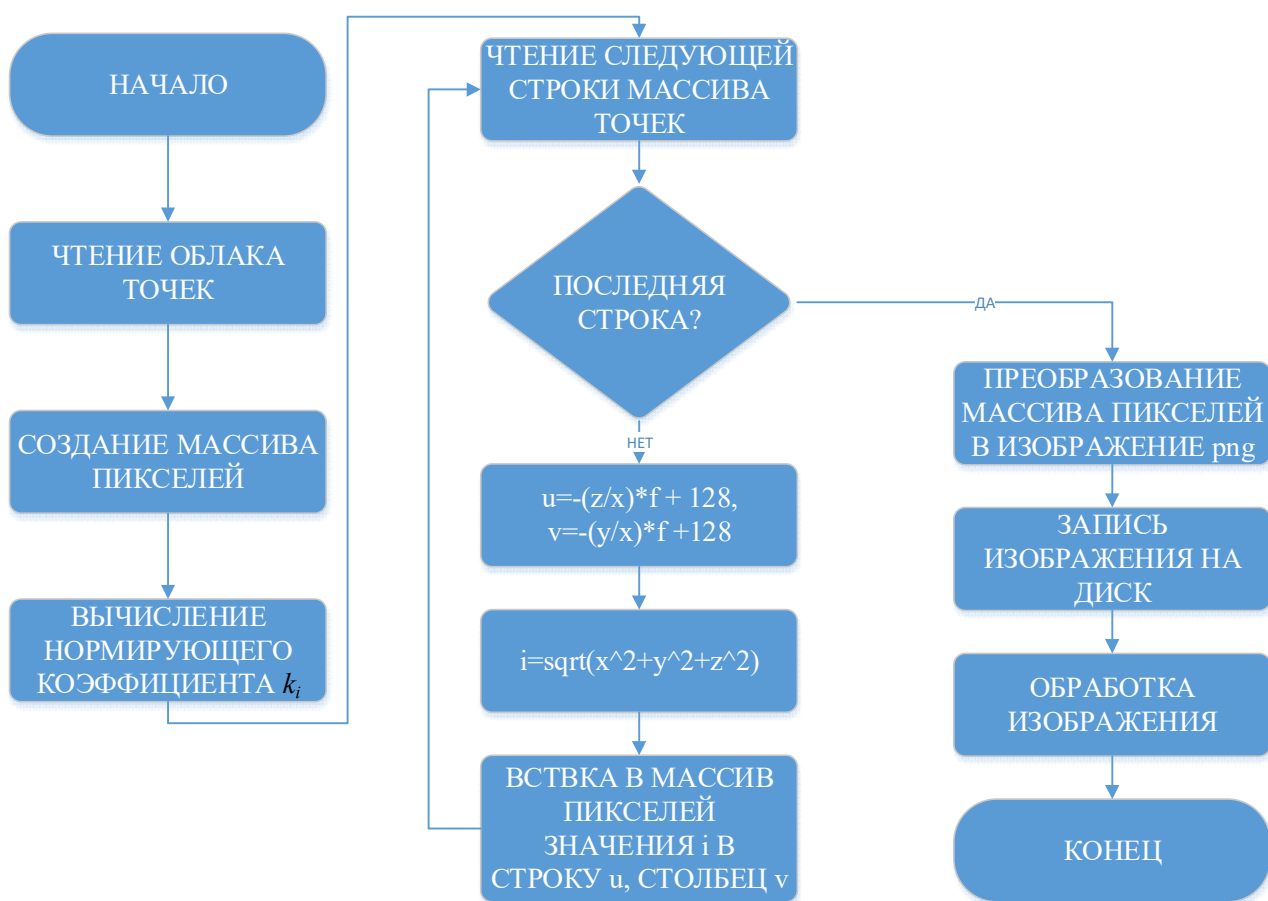 НАЧАЛО
ЧТЕНИЕ ОБЛАКА
ТОЧЕК
СОЗДАНИЕ МАССИВА
ПИКСЕЛЕЙ
ВЫЧИСЛЕНИЕ
НОРМИРУЮЩЕГО
КОЭФФИЦИЕНТА kᵢ
ЧТЕНИЕ СЛЕДУЮЩЕЙ
СТРОКИ МАССИВА
ТОЧЕК
ПОСЛЕДНЯЯ
СТРОКА?
НЕТ
u=-(z/x)*f + 128,
v=-(y/x)*f +128
i=sqrt(x^2+y^2+z^2)
ВСТВКА В МАССИВ
ПИКСЕЛЕЙ
ЗНАЧЕНИЯ i В
СТРОКУ u, СТОЛБЕЦ v
ДА
ПРЕОБРАЗОВАНИЕ
МАССИВА ПИКСЕЛЕЙ
В ИЗОБРАЖЕНИЕ png
ЗАПИСЬ
ИЗОБРАЖЕНИЯ НА
ДИСК
ОБРАБОТКА
ИЗОБРАЖЕНИЯ
КОНЕЦ